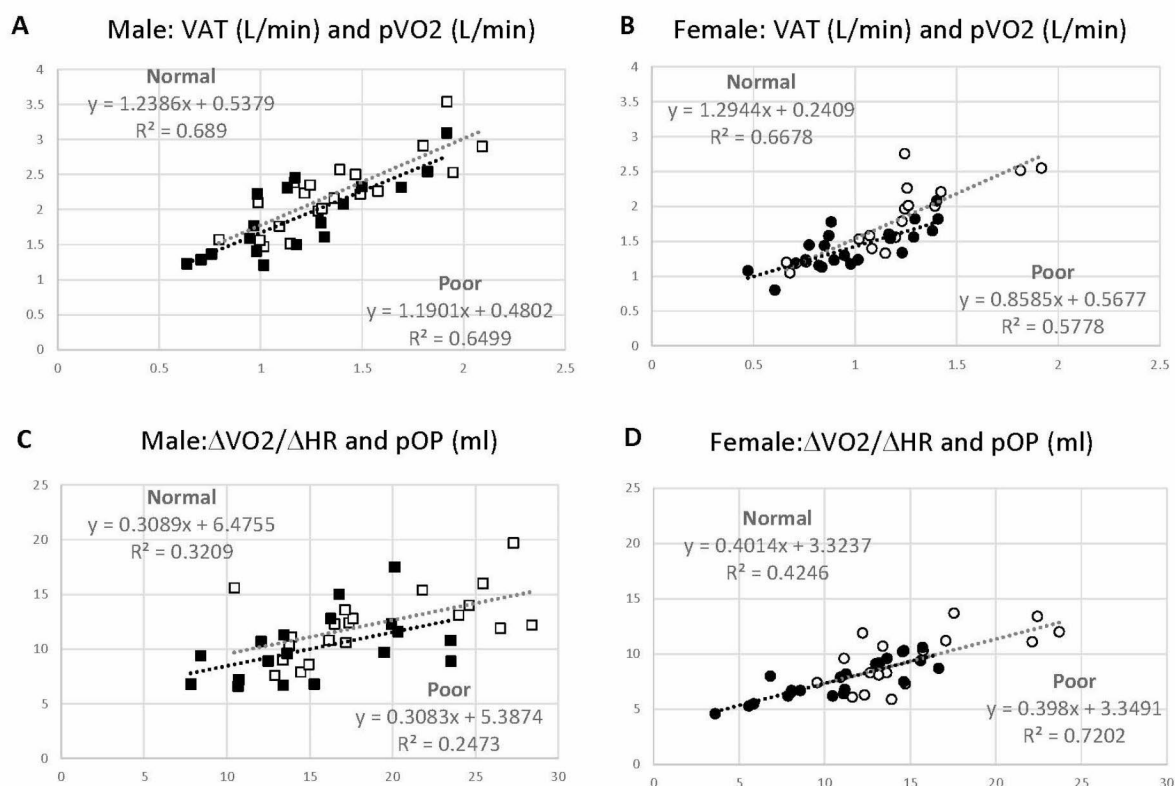 A
Male: VAT (L/min) and pVO2 (L/min)
4
3.5
3
2.5
2
1.5
1
0.5
0
0
0.5
1
1.5
2
2.5
Normal
y = 1.2386x + 0.5379
R² = 0.689
Poor
y = 1.1901x + 0.4802
R² = 0.6499
B
Female: VAT (L/min) and pVO2 (L/min)
4
3.5
3
2.5
2
1.5
1
0.5
0
0
0.5
1
1.5
2
2.5
Normal
y = 1.2944x + 0.2409
R² = 0.6678
Poor
y = 0.8585x + 0.5677
R² = 0.5778
C
Male:ΔVO2/ΔHR and pOP (ml)
25
20
15
10
5
0
0
5
10
15
20
25
30
Normal
y = 0.3089x + 6.4755
R² = 0.3209
Poor
y = 0.3083x + 5.3874
R² = 0.2473
D
Female:ΔVO2/ΔHR and pOP (ml)
25
20
15
10
5
0
0
5
10
15
20
25
30
Normal
y = 0.4014x + 3.3237
R² = 0.4246
Poor
y = 0.398x + 3.3491
R² = 0.7202